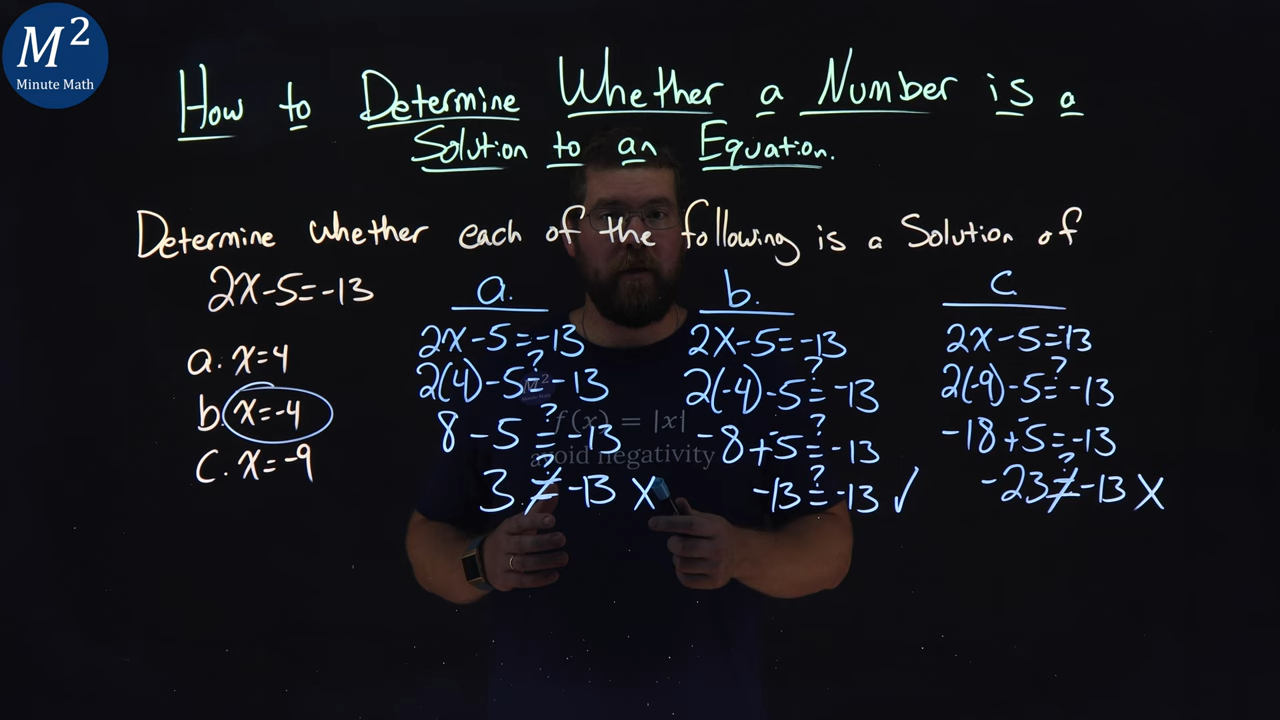 M²
Minute Math
How to Determine Whether a Number is a
Solution to an Equation.
Determine whether each of the following is a Solution of
2x-5=-13
a. x=4
b. x=-4
c. x=-9
a.
2x-5=-13
2(4)-5≟-13
8-5≟-13
3≠-13 X
b.
2x-5=-13
2(-4)-5≟-13
-8+-5≟-13
-13≟-13 ✓
c.
2x-5=-13
2(-9)-5≟-13
-18+-5=-13
-23≠-13 X
M²
f(x) = |x|
avoid negativity